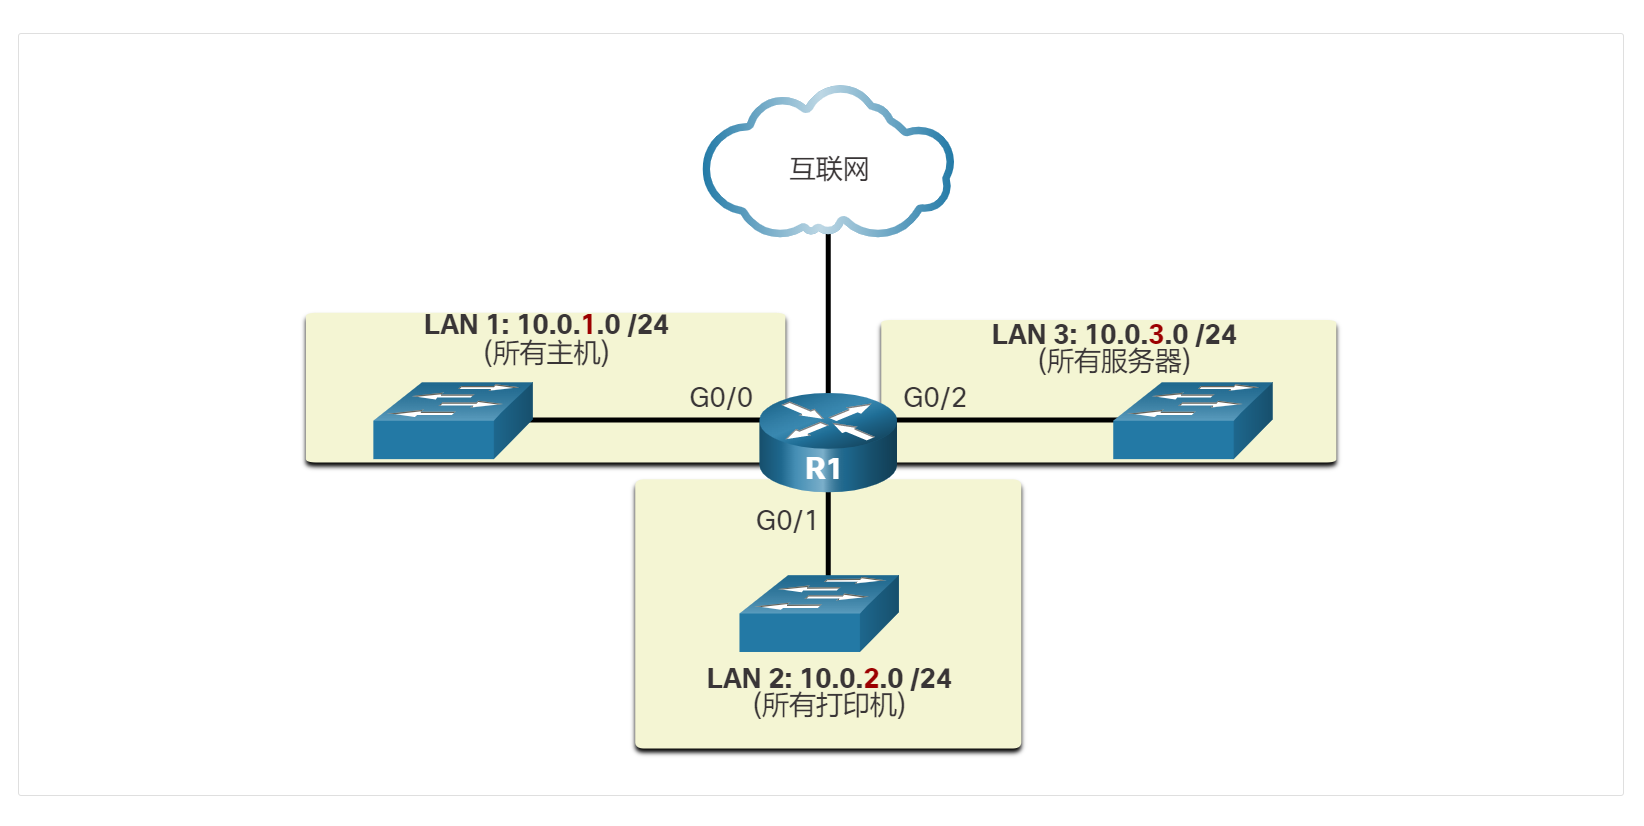 互联网
LAN 1: 10.0.1.0 /24
(所有主机)
LAN 3: 10.0.3.0 /24
(所有服务器)
G0/0
G0/2
R1
G0/1
LAN 2: 10.0.2.0 /24
(所有打印机)